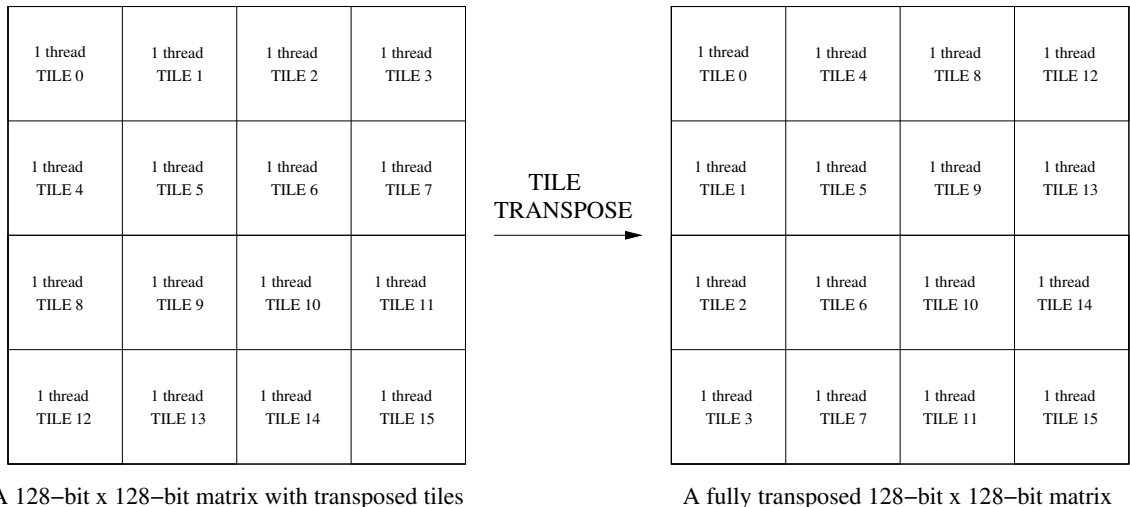 1 thread
TILE 0
1 thread
TILE 1
1 thread
TILE 2
1 thread
TILE 3
1 thread
TILE 4
1 thread
TILE 5
1 thread
TILE 6
1 thread
TILE 7
1 thread
TILE 8
1 thread
TILE 9
1 thread
TILE 10
1 thread
TILE 11
1 thread
TILE 12
1 thread
TILE 13
1 thread
TILE 14
1 thread
TILE 15
A 128−bit x 128−bit matrix with transposed tiles
TILE
TRANSPOSE
1 thread
TILE 0
1 thread
TILE 4
1 thread
TILE 8
1 thread
TILE 12
1 thread
TILE 1
1 thread
TILE 5
1 thread
TILE 9
1 thread
TILE 13
1 thread
TILE 2
1 thread
TILE 6
1 thread
TILE 10
1 thread
TILE 14
1 thread
TILE 3
1 thread
TILE 7
1 thread
TILE 11
1 thread
TILE 15
A fully transposed 128−bit x 128−bit matrix